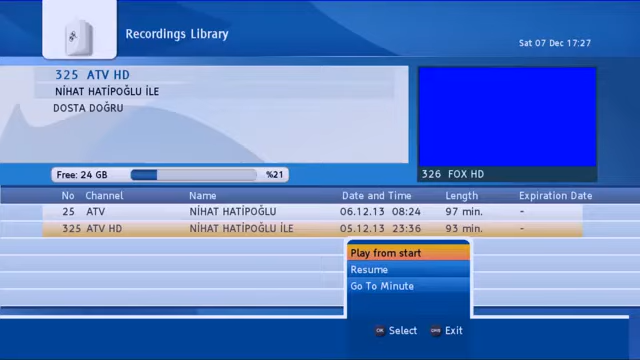 Recordings Library
Sat 07 Dec 17:27
325 ATV HD
NİHAT HATİPOĞLU İLE
DOSTA DOĞRU
326 FOX HD
Free: 24 GB %21
No Channel Name Date and Time Length Expiration Date
25 ATV NİHAT HATİPOĞLU 06.12.13 08:24 97 min. -
325 ATV HD NİHAT HATİPOĞLU İLE 05.12.13 23:36 93 min. -
Play from start
Resume
Go To Minute
OK Select Exit